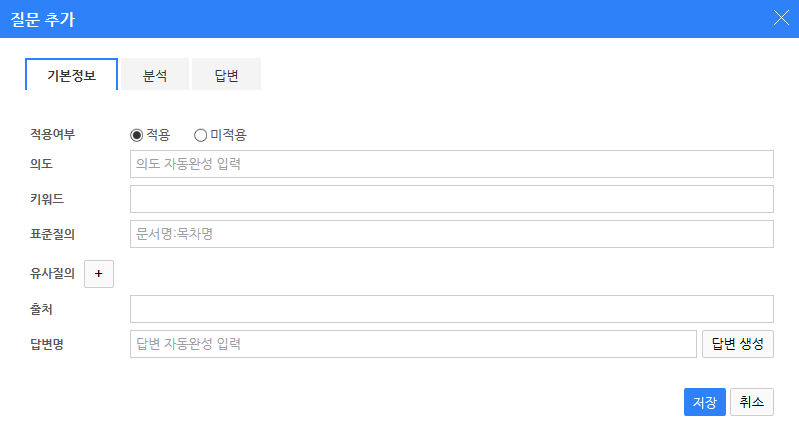 질문 추가
기본정보 분석 답변
적용여부 적용 미적용
의도 의도 자동완성 입력
키워드
표준질의 문서명:목차명
유사질의 +
출처
답변명 답변 자동완성 입력 답변 생성
저장 취소